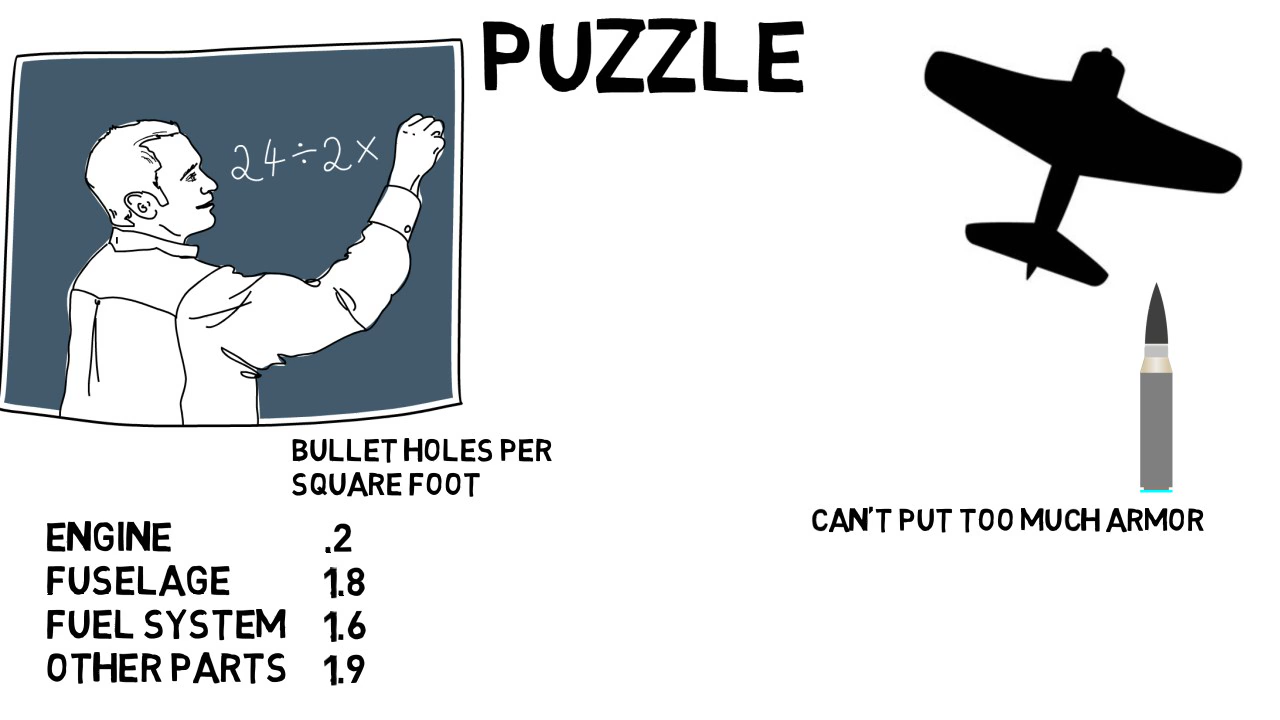 PUZZLE
24÷2×
BULLET HOLES PER
SQUARE FOOT
ENGINE .2
FUSELAGE 1.8
FUEL SYSTEM 1.6
OTHER PARTS 1.9
CAN'T PUT TOO MUCH ARMOR